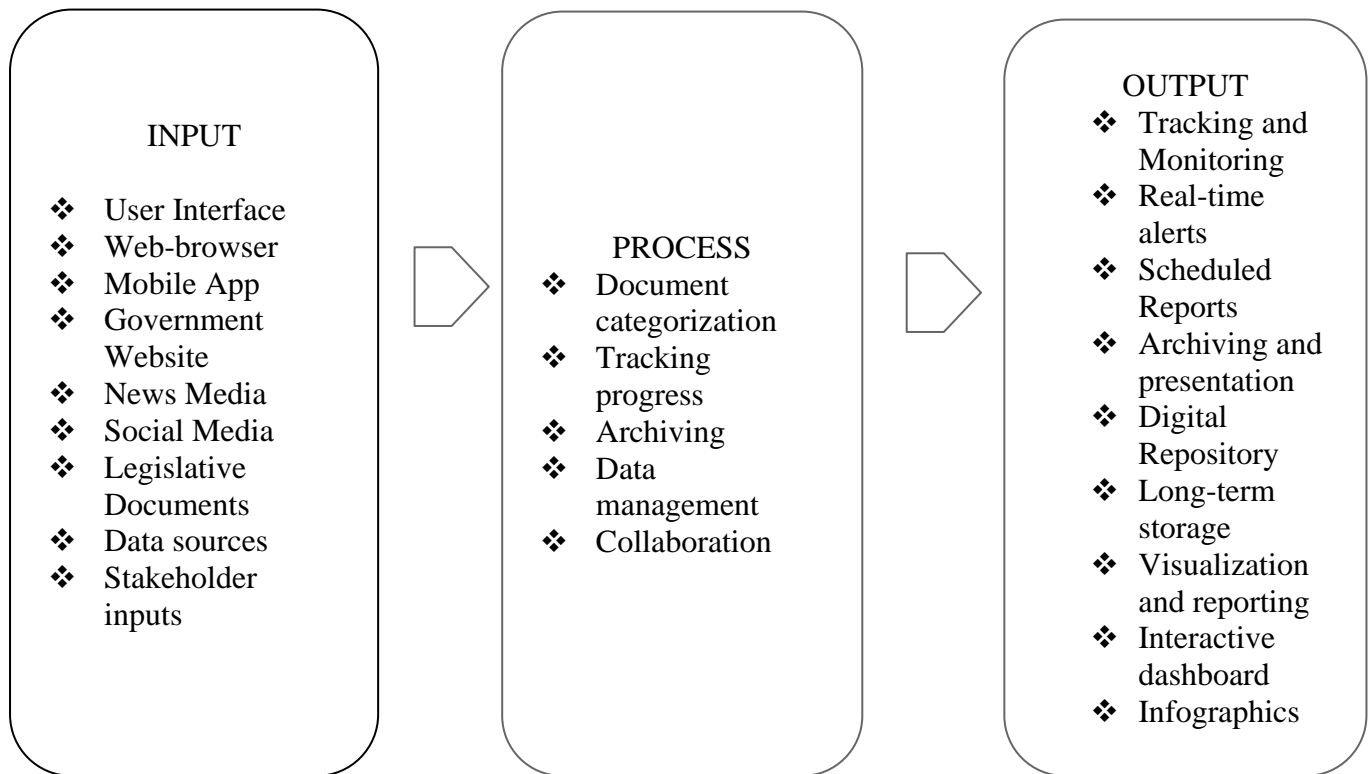 INPUT
❖ User Interface
❖ Web-browser
❖ Mobile App
❖ Government
Website
❖ News Media
❖ Social Media
❖ Legislative
Documents
❖ Data sources
❖ Stakeholder
inputs
PROCESS
❖ Document
categorization
❖ Tracking
progress
❖ Archiving
❖ Data
management
❖ Collaboration
OUTPUT
❖ Tracking and
Monitoring
❖ Real-time
alerts
❖ Scheduled
Reports
❖ Archiving and
presentation
❖ Digital
Repository
❖ Long-term
storage
❖ Visualization
and reporting
❖ Interactive
dashboard
❖ Infographics